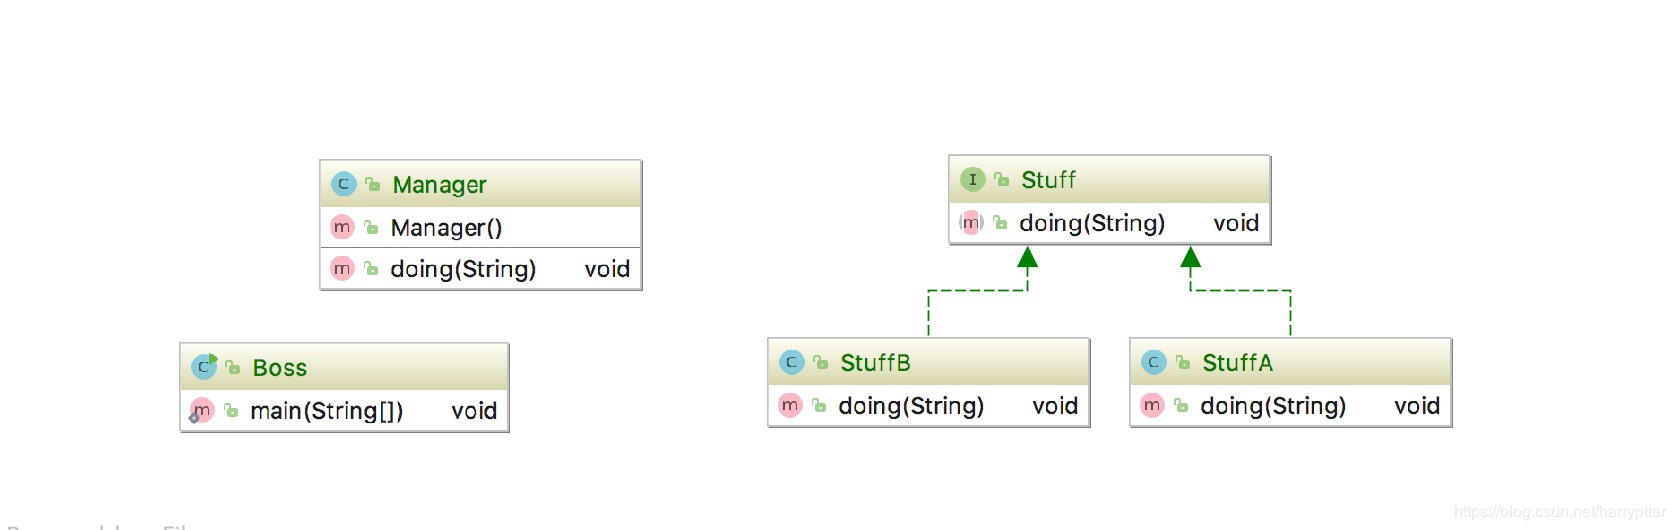 C Manager
m Manager()
m doing(String) void
I Stuff
m doing(String) void
C Boss
m main(String[]) void
C StuffB
m doing(String) void
C StuffA
m doing(String) void
https://blog.csdn.net/harryptter